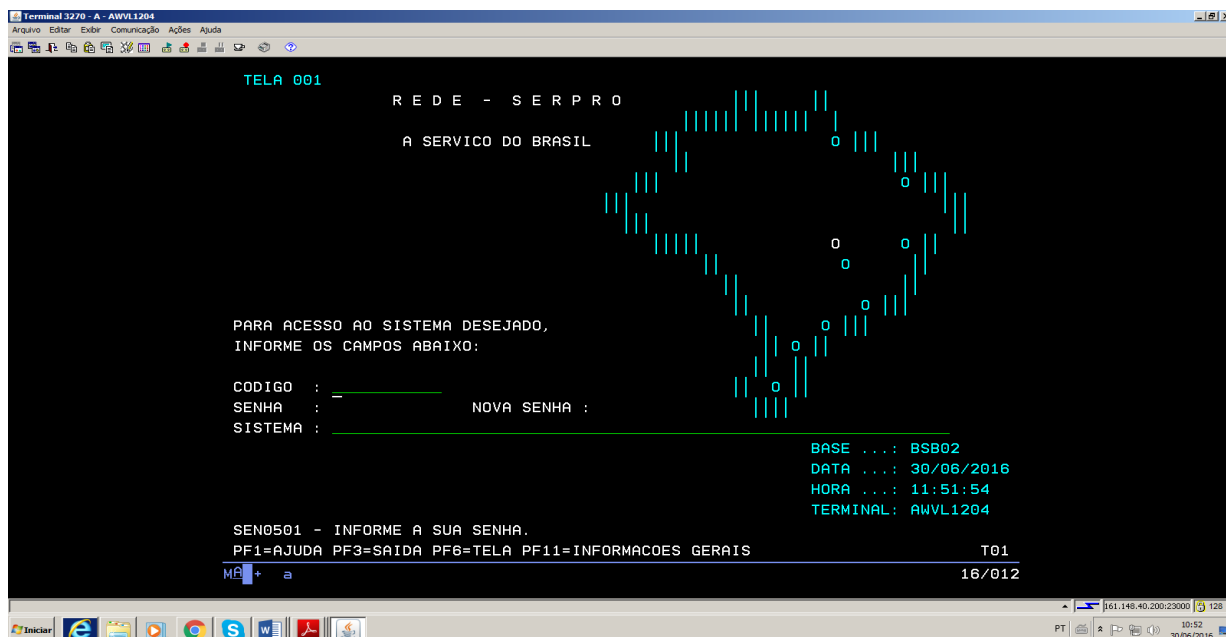 Terminal 3270 - A - AWVL1204
Arquivo Editar Exibir Comunicação Ações Ajuda
TELA 001
R E D E - S E R P R O
A SERVICO DO BRASIL
PARA ACESSO AO SISTEMA DESEJADO,
INFORME OS CAMPOS ABAIXO:
CODIGO :
SENHA : NOVA SENHA :
SISTEMA :
BASE ...: BSB02
DATA ...: 30/06/2016
HORA ...: 11:51:54
TERMINAL: AWVL1204
SEN0501 - INFORME A SUA SENHA.
PF1=AJUDA PF3=SAIDA PF6=TELA PF11=INFORMACOES GERAIS T01
MA + a 16/012
161.148.40.200:23000 128
Iniciar PT 10:52
30/06/2016